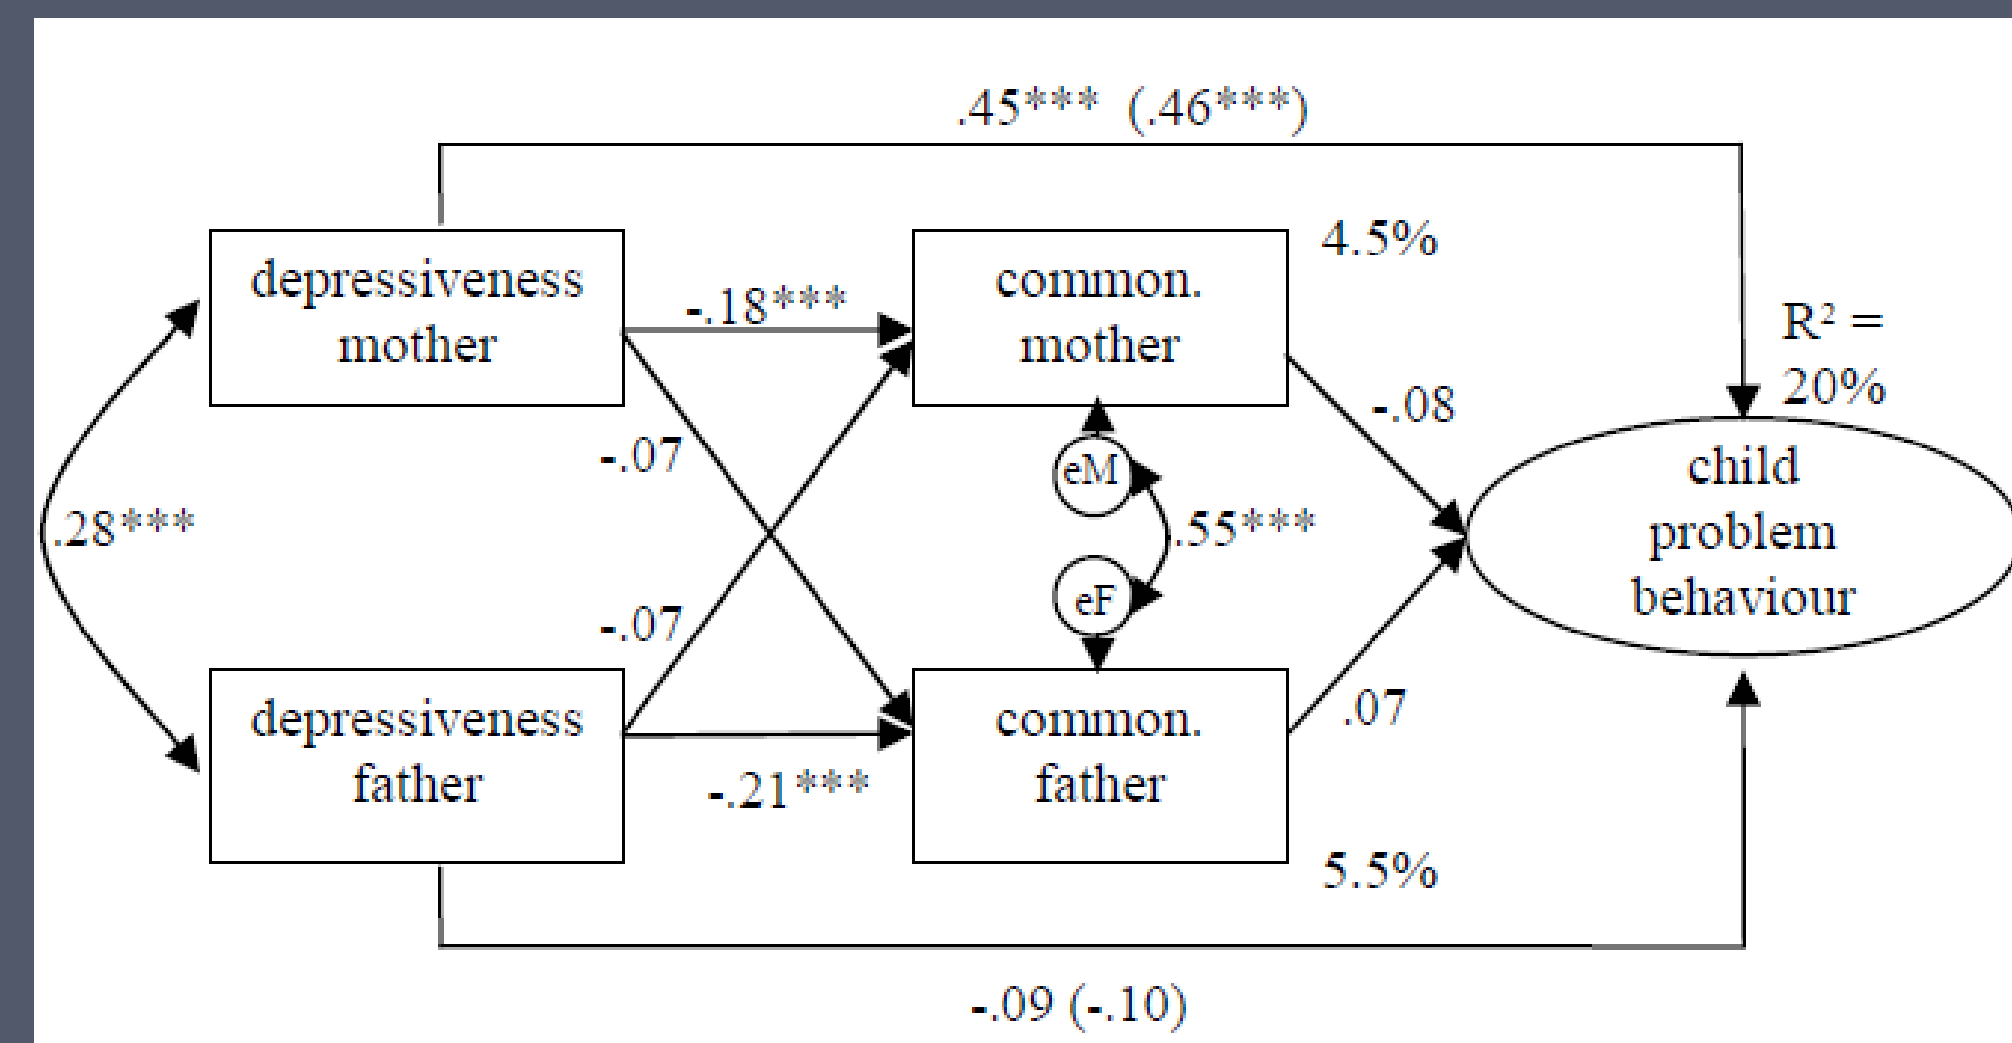 .45*** (.46***)
depressiveness
mother
-.18***
common.
mother
4.5%
R² =
20%
-.08
-.07
eM
child
problem
behaviour
.28***
.55***
eF
-.07
depressiveness
father
-.21***
common.
father
.07
5.5%
-.09 (-.10)